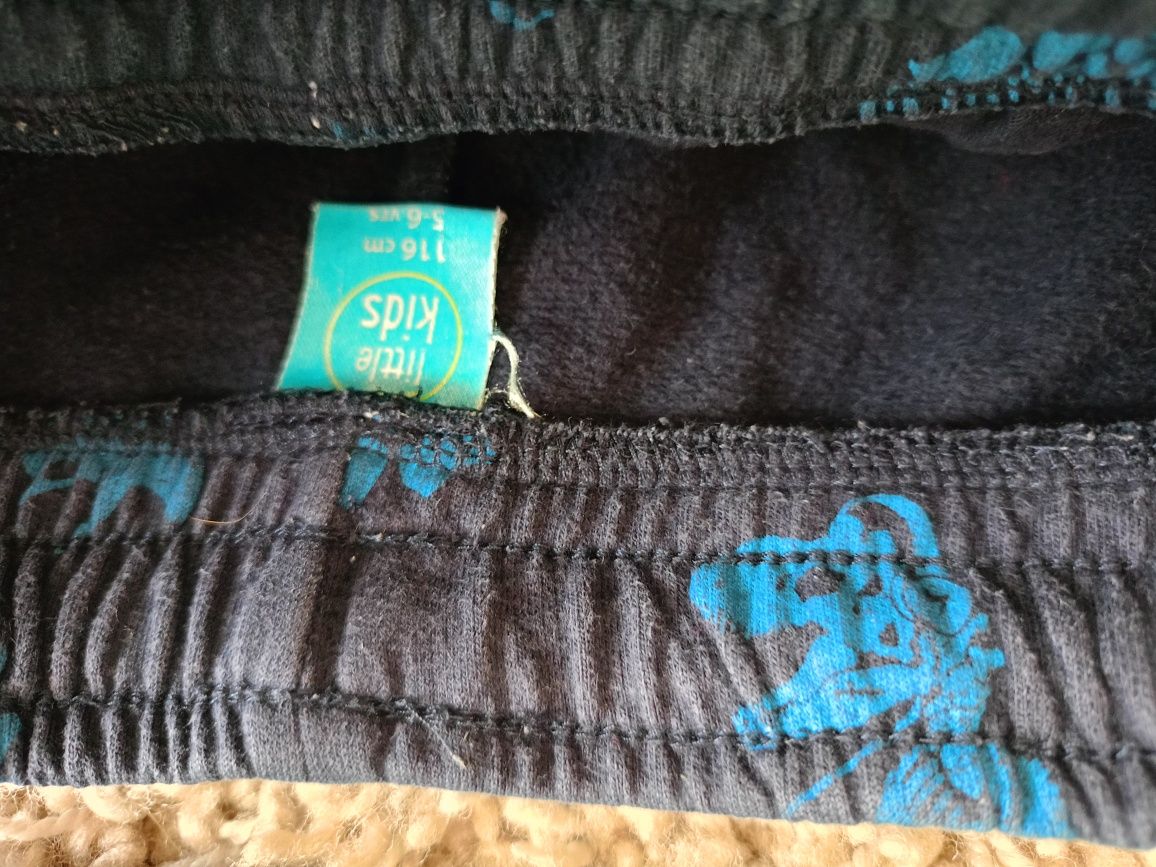 little
kids
116 cm
5-6 yrs